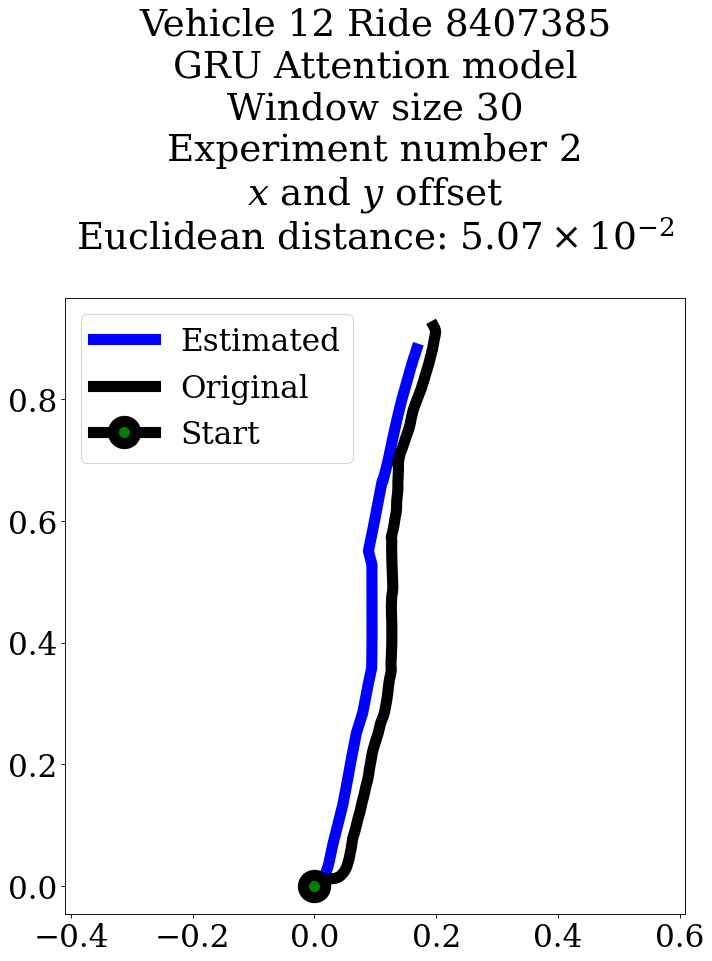 Vehicle 12 Ride 8407385
GRU Attention model
Window size 30
Experiment number 2
x and y offset
Euclidean distance: 5.07 × 10⁻²
Estimated
Original
Start
0.8
0.6
0.4
0.2
0.0
−0.4 −0.2 0.0 0.2 0.4 0.6